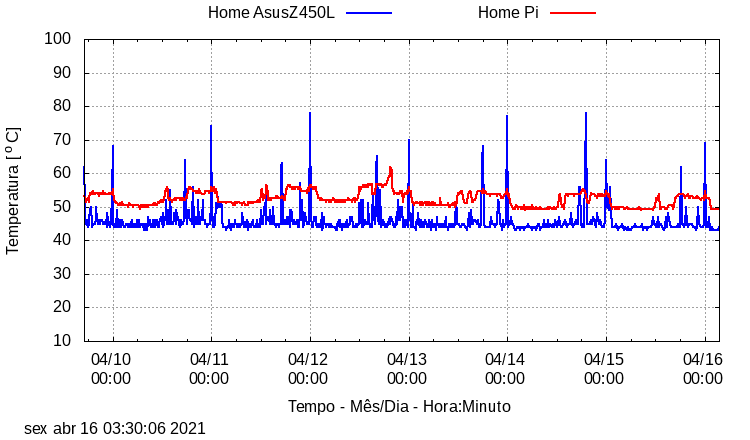 Home AsusZ450L
Home Pi
100
90
80
70
60
50
40
30
20
10
Temperatura [ ºC]
04/10 04/11 04/12 04/13 04/14 04/15 04/16
00:00 00:00 00:00 00:00 00:00 00:00 00:00
Tempo - Mês/Dia - Hora:Minuto
sex abr 16 03:30:06 2021